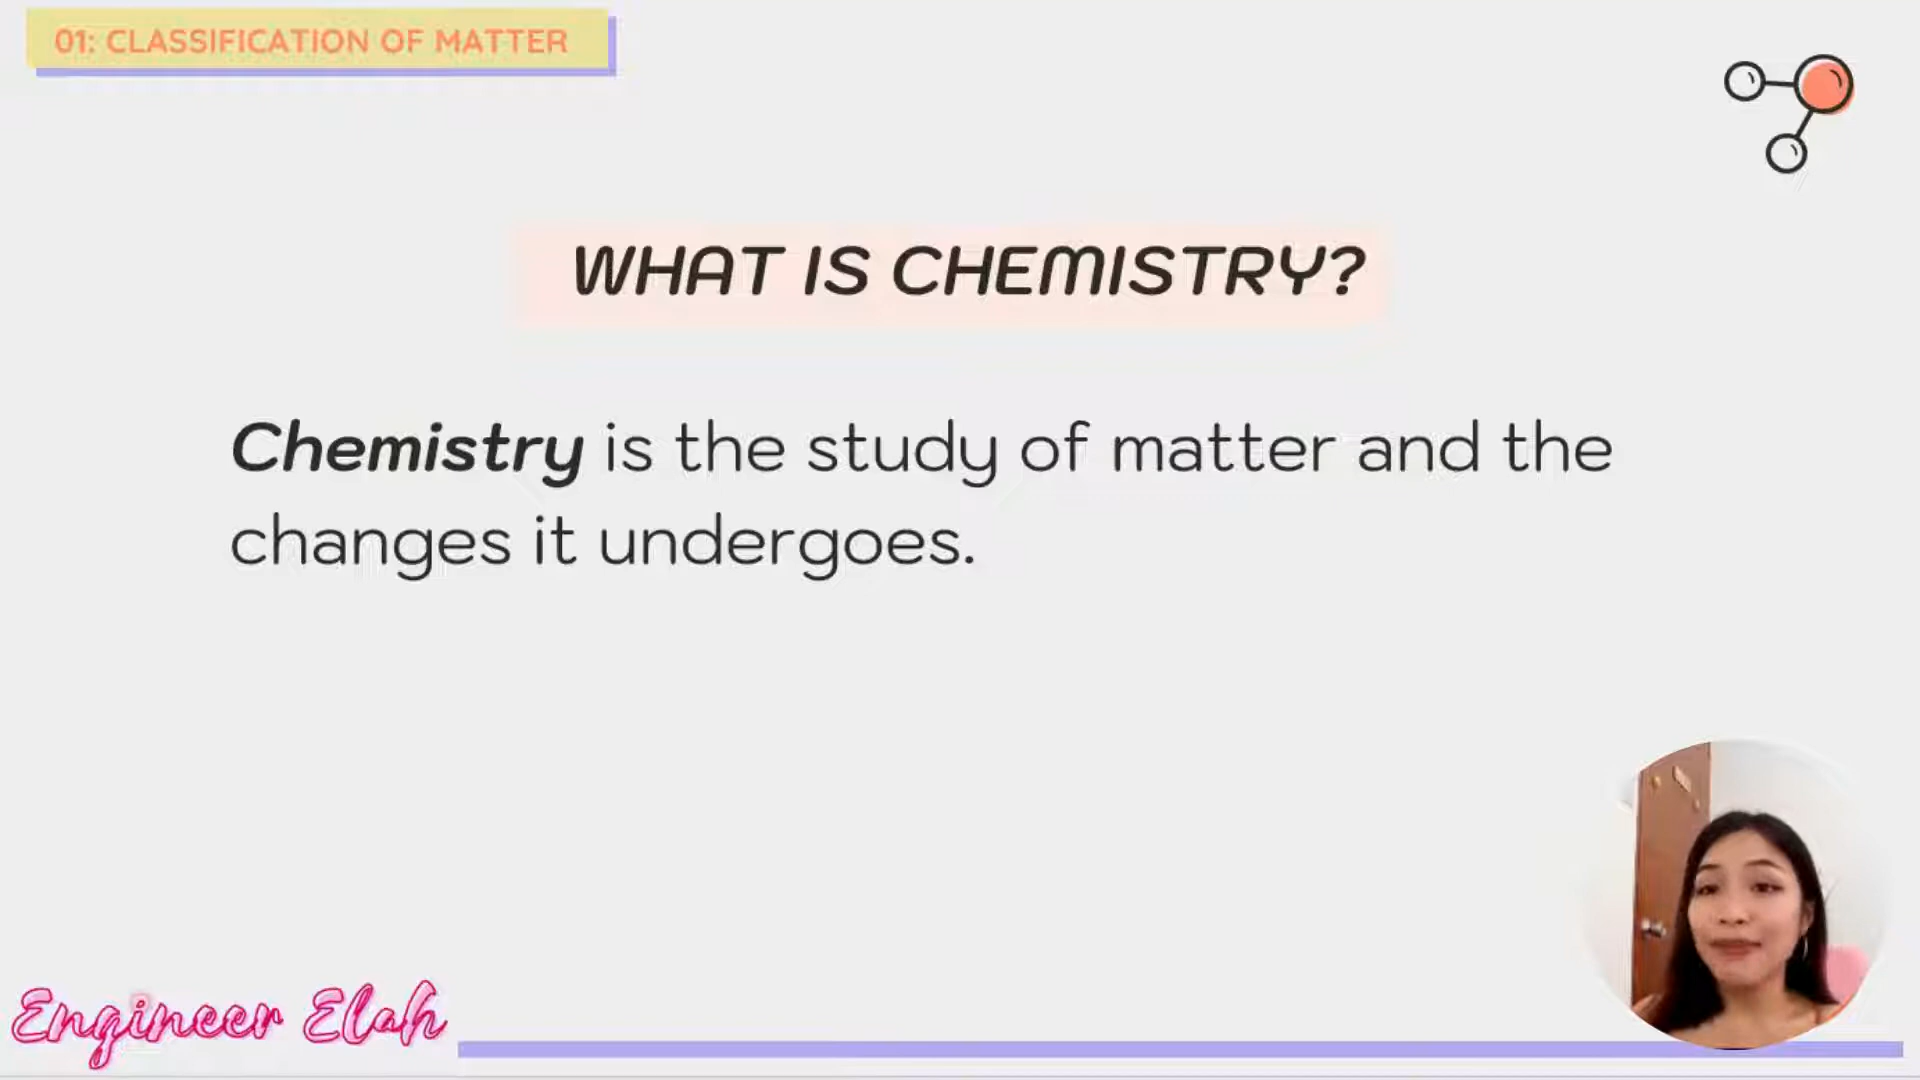 01: CLASSIFICATION OF MATTER
WHAT IS CHEMISTRY?
Chemistry is the study of matter and the
changes it undergoes.
Engineer Elah